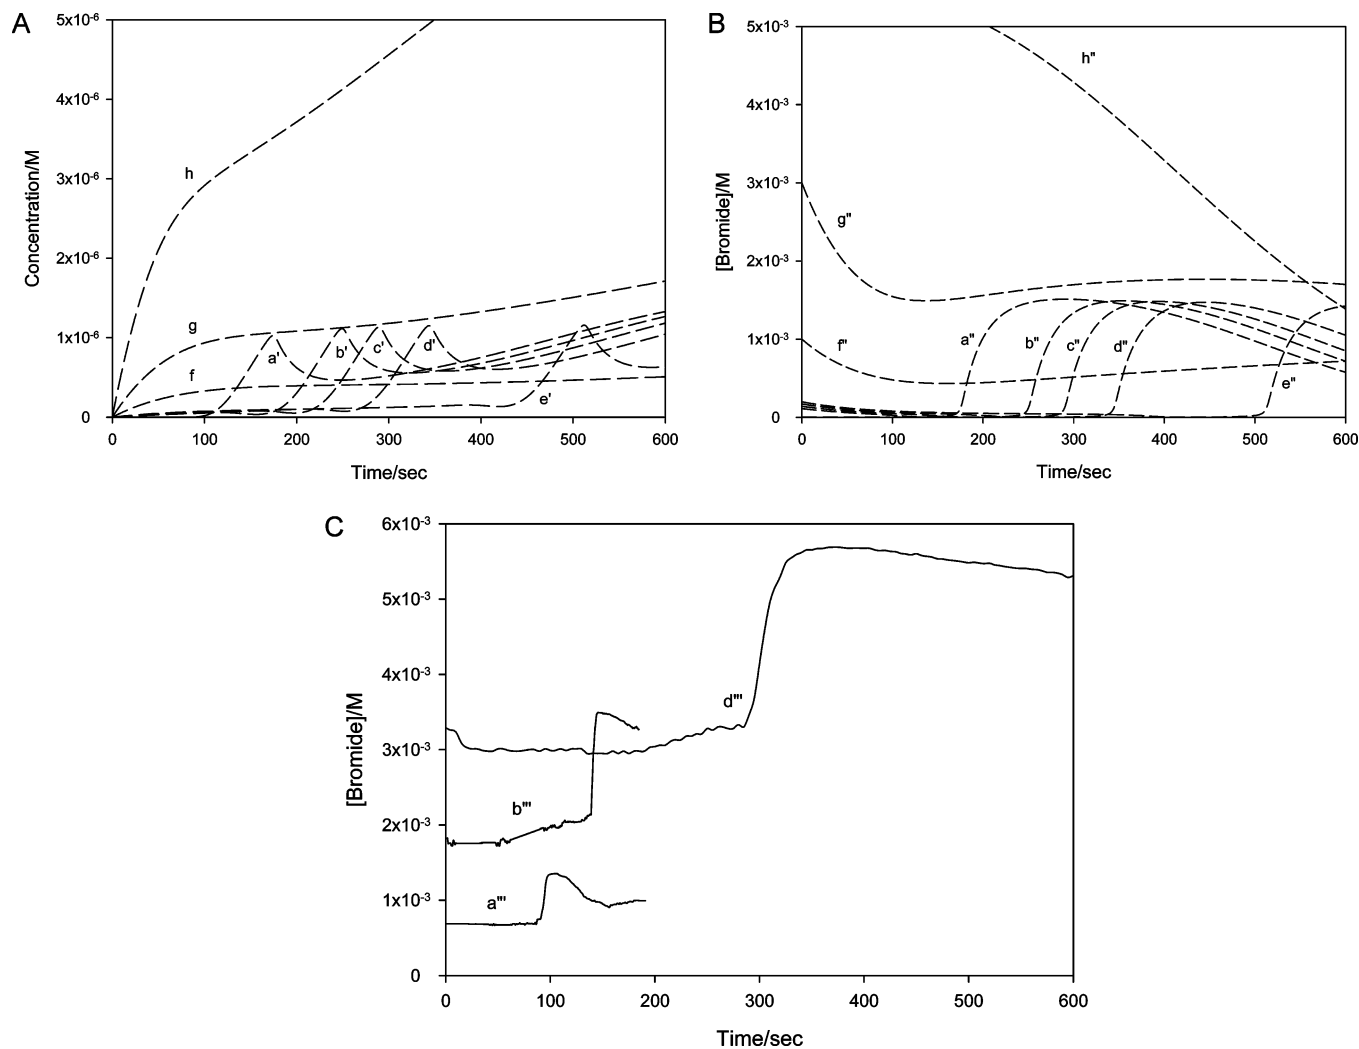 A
5x10-6
4x10-6
3x10-6
2x10-6
1x10-6
0
Concentration/M
h
g
f
a'
b'
c'
d'
e'
0 100 200 300 400 500 600
Time/sec
B
5x10-3
4x10-3
3x10-3
2x10-3
1x10-3
0
[Bromide]/M
h"
g"
f"
a"
b"
c"
d"
e"
0 100 200 300 400 500 600
Time/sec
C
6x10-3
5x10-3
4x10-3
3x10-3
2x10-3
1x10-3
0
[Bromide]/M
d"'
b"'
a"'
0 100 200 300 400 500 600
Time/sec